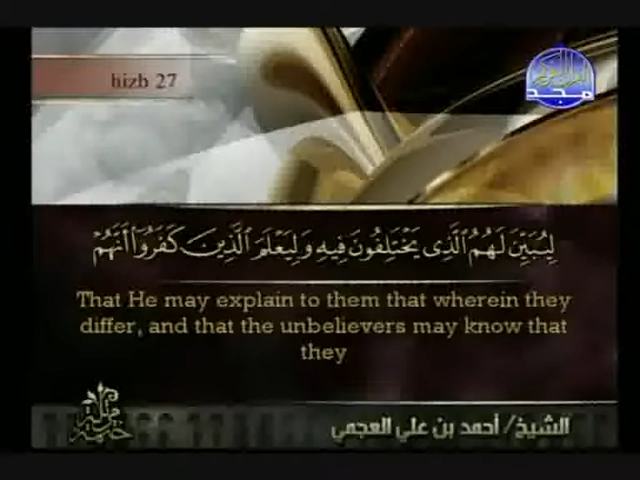 hizb 27
مجد
لِيُبَيِّنَ لَهُمُ ٱلَّذِى يَخْتَلِفُونَ فِيهِ وَلِيَعْلَمَ ٱلَّذِينَ كَفَرُوٓا۟ أَنَّهُمْ
That He may explain to them that wherein they
differ, and that the unbelievers may know that
they
الشيخ/ أحمد بن علي العجمي